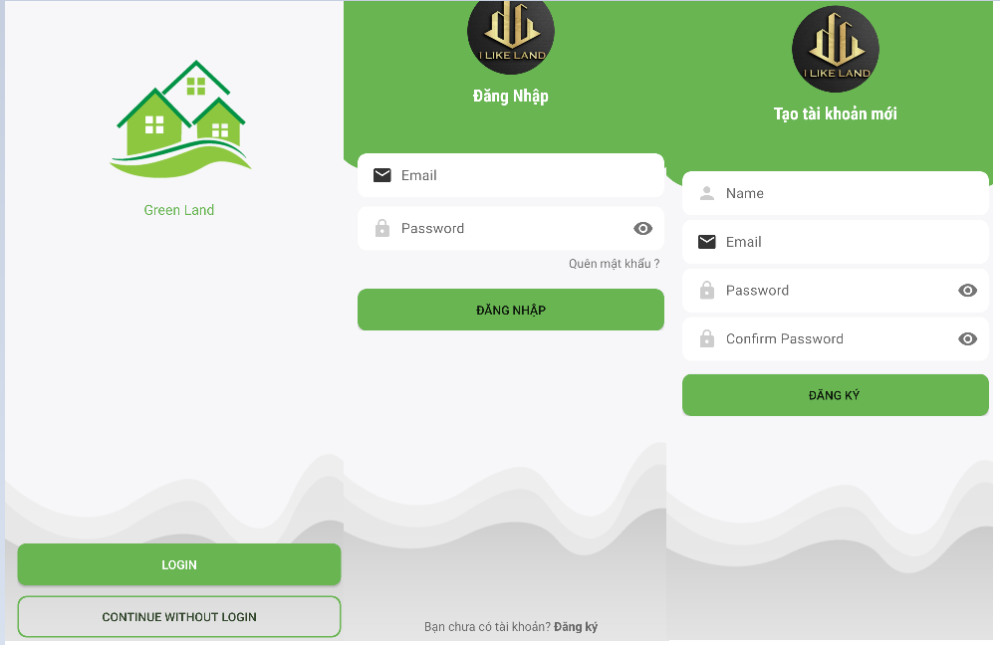 Green Land
LOGIN
CONTINUE WITHOUT LOGIN
I LIKE LAND
Đăng Nhập
Email
Password
Quên mật khẩu ?
ĐĂNG NHẬP
Bạn chưa có tài khoản? Đăng ký
I LIKE LAND
Tạo tài khoản mới
Name
Email
Password
Confirm Password
ĐĂNG KÝ